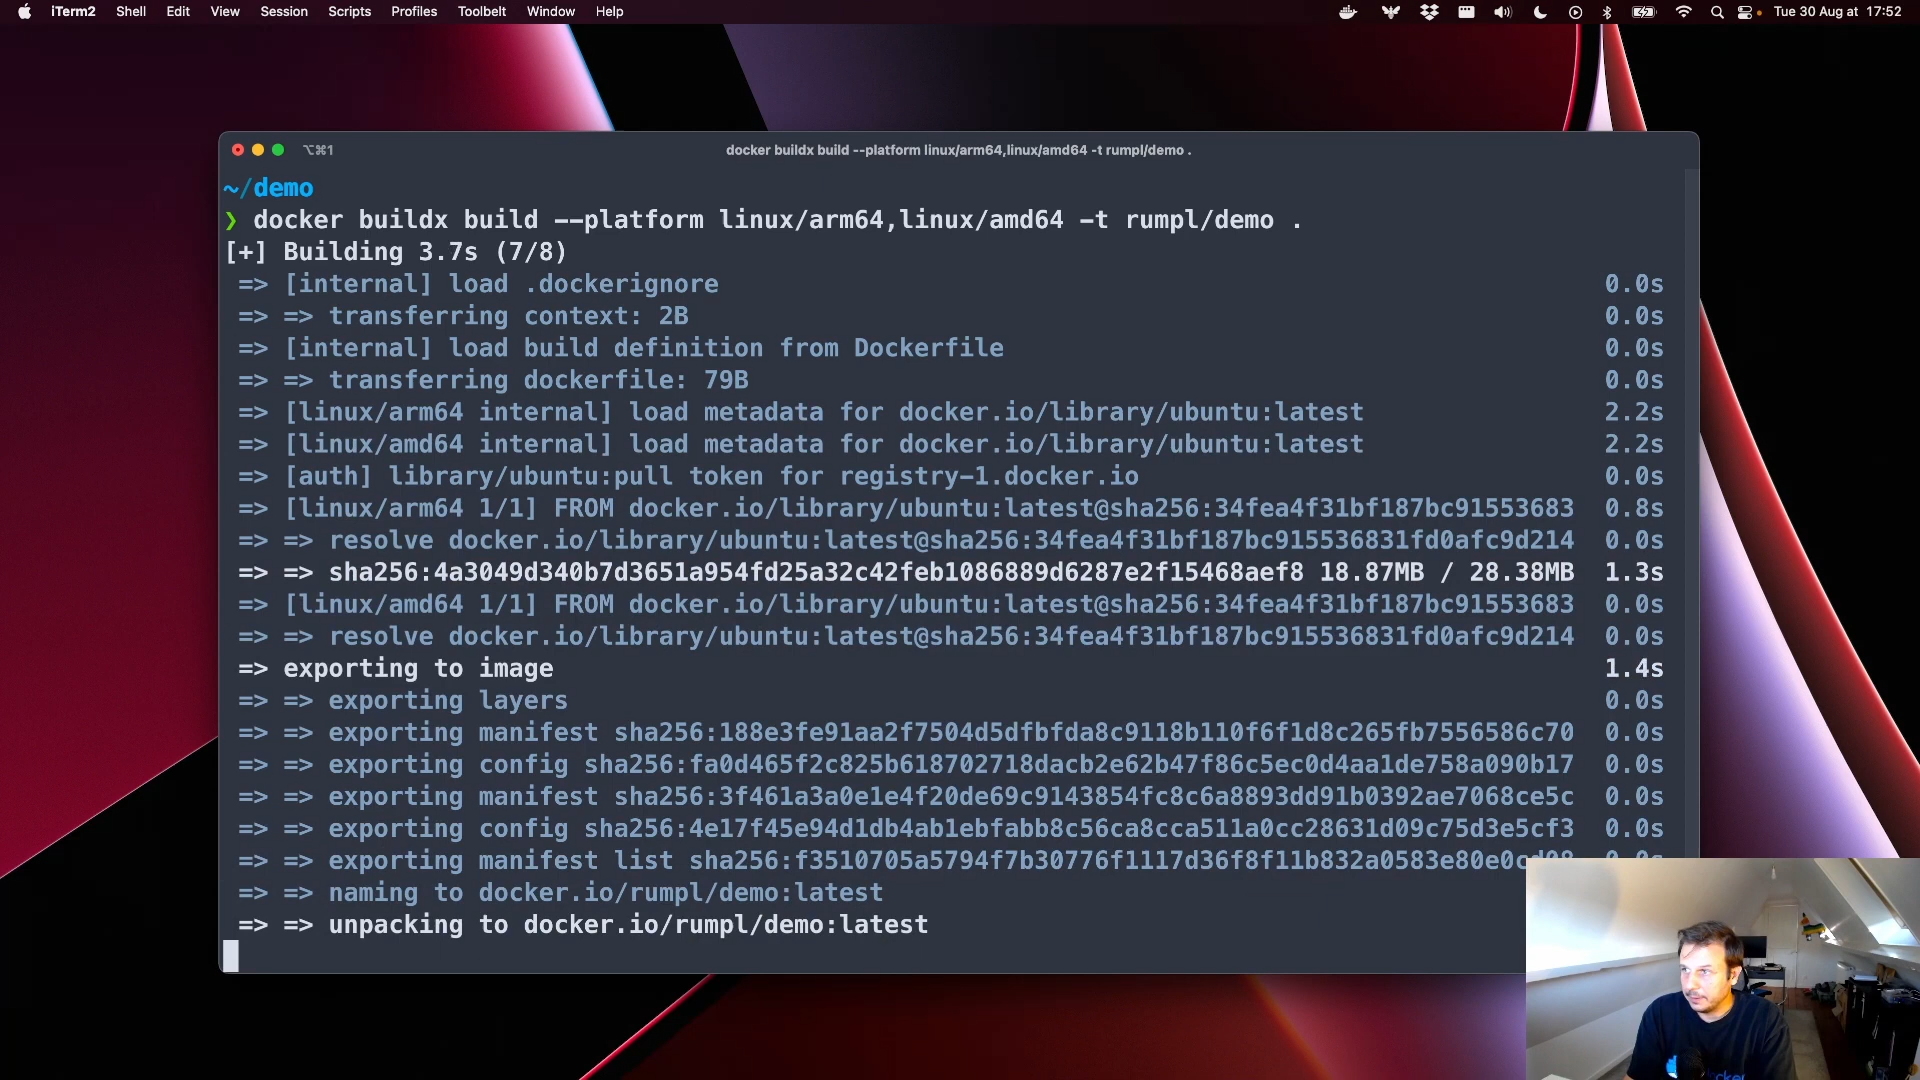 iTerm2 Shell Edit View Session Scripts Profiles Toolbelt Window Help Tue 30 Aug at 17:52
⌥⌘1 docker buildx build --platform linux/arm64,linux/amd64 -t rumpl/demo .
~/demo
❯ docker buildx build --platform linux/arm64,linux/amd64 -t rumpl/demo .
[+] Building 3.7s (7/8)
=> [internal] load .dockerignore 0.0s
=> => transferring context: 2B 0.0s
=> [internal] load build definition from Dockerfile 0.0s
=> => transferring dockerfile: 79B 0.0s
=> [linux/arm64 internal] load metadata for docker.io/library/ubuntu:latest 2.2s
=> [linux/amd64 internal] load metadata for docker.io/library/ubuntu:latest 2.2s
=> [auth] library/ubuntu:pull token for registry-1.docker.io 0.0s
=> [linux/arm64 1/1] FROM docker.io/library/ubuntu:latest@sha256:34fea4f31bf187bc91553683 0.8s
=> => resolve docker.io/library/ubuntu:latest@sha256:34fea4f31bf187bc915536831fd0afc9d214 0.0s
=> => sha256:4a3049d340b7d3651a954fd25a32c42feb1086889d6287e2f15468aef8 18.87MB / 28.38MB 1.3s
=> [linux/amd64 1/1] FROM docker.io/library/ubuntu:latest@sha256:34fea4f31bf187bc91553683 0.0s
=> => resolve docker.io/library/ubuntu:latest@sha256:34fea4f31bf187bc915536831fd0afc9d214 0.0s
=> exporting to image 1.4s
=> => exporting layers 0.0s
=> => exporting manifest sha256:188e3fe91aa2f7504d5dfbfda8c9118b110f6f1d8c265fb7556586c70 0.0s
=> => exporting config sha256:fa0d465f2c825b618702718dacb2e62b47f86c5ec0d4aa1de758a090b17 0.0s
=> => exporting manifest sha256:3f461a3a0e1e4f20de69c9143854fc8c6a8893dd91b0392ae7068ce5c 0.0s
=> => exporting config sha256:4e17f45e94d1db4ab1ebfabb8c56ca8cca511a0cc28631d09c75d3e5cf3 0.0s
=> => exporting manifest list
=> => naming to docker.io/rumpl/demo:latest
=> => unpacking to docker.io/rumpl/demo:latest